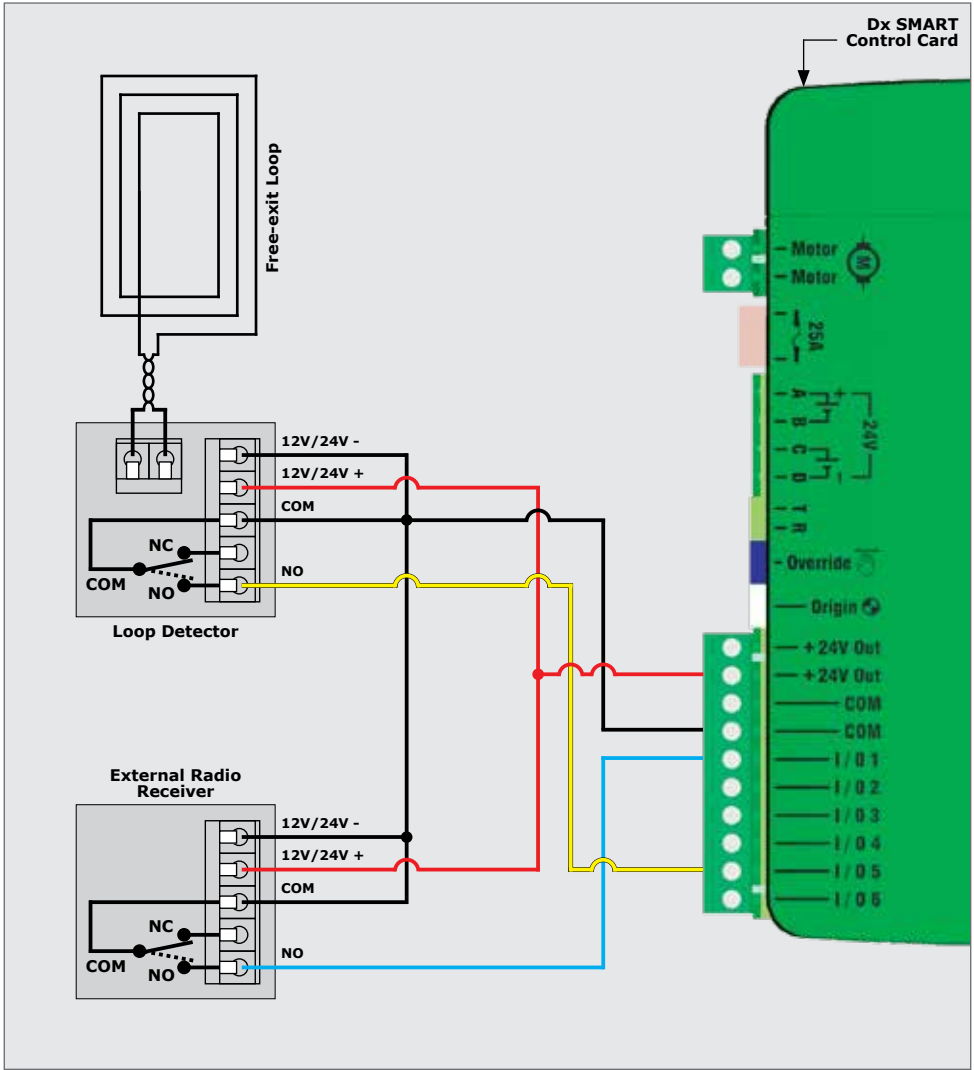 Dx SMART
Control Card
Free-exit Loop
Motor
Motor
M
25A
A
B
C
D
+
24V
-
T
R
Override
Origin
+24V Out
+24V Out
COM
COM
I/O 1
I/O 2
I/O 3
I/O 4
I/O 5
I/O 6
12V/24V -
12V/24V +
COM
NO
NC
COM
NO
Loop Detector
External Radio
Receiver
12V/24V -
12V/24V +
COM
NO
NC
COM
NO